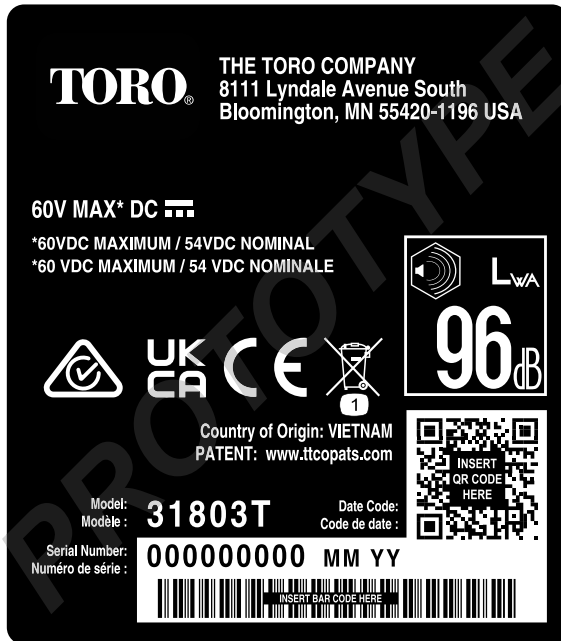 TORO®
THE TORO COMPANY
8111 Lyndale Avenue South
Bloomington, MN 55420-1196 USA
60V MAX* DC
*60VDC MAXIMUM / 54VDC NOMINAL
*60 VDC MAXIMUM / 54 VDC NOMINALE
LWA
96dB
UK
CA CE
1
Country of Origin: VIETNAM
PATENT: www.ttcopats.com
INSERT
QR CODE
HERE
Model:
Modèle :
31803T
Date Code:
Code de date :
Serial Number:
Numéro de série :
000000000 MM YY
INSERT BAR CODE HERE
PROTOTYPE